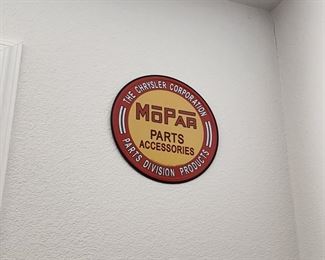 THE CHRYSLER CORPORATION
MOPAR
PARTS
ACCESSORIES
PARTS DIVISION PRODUCTS